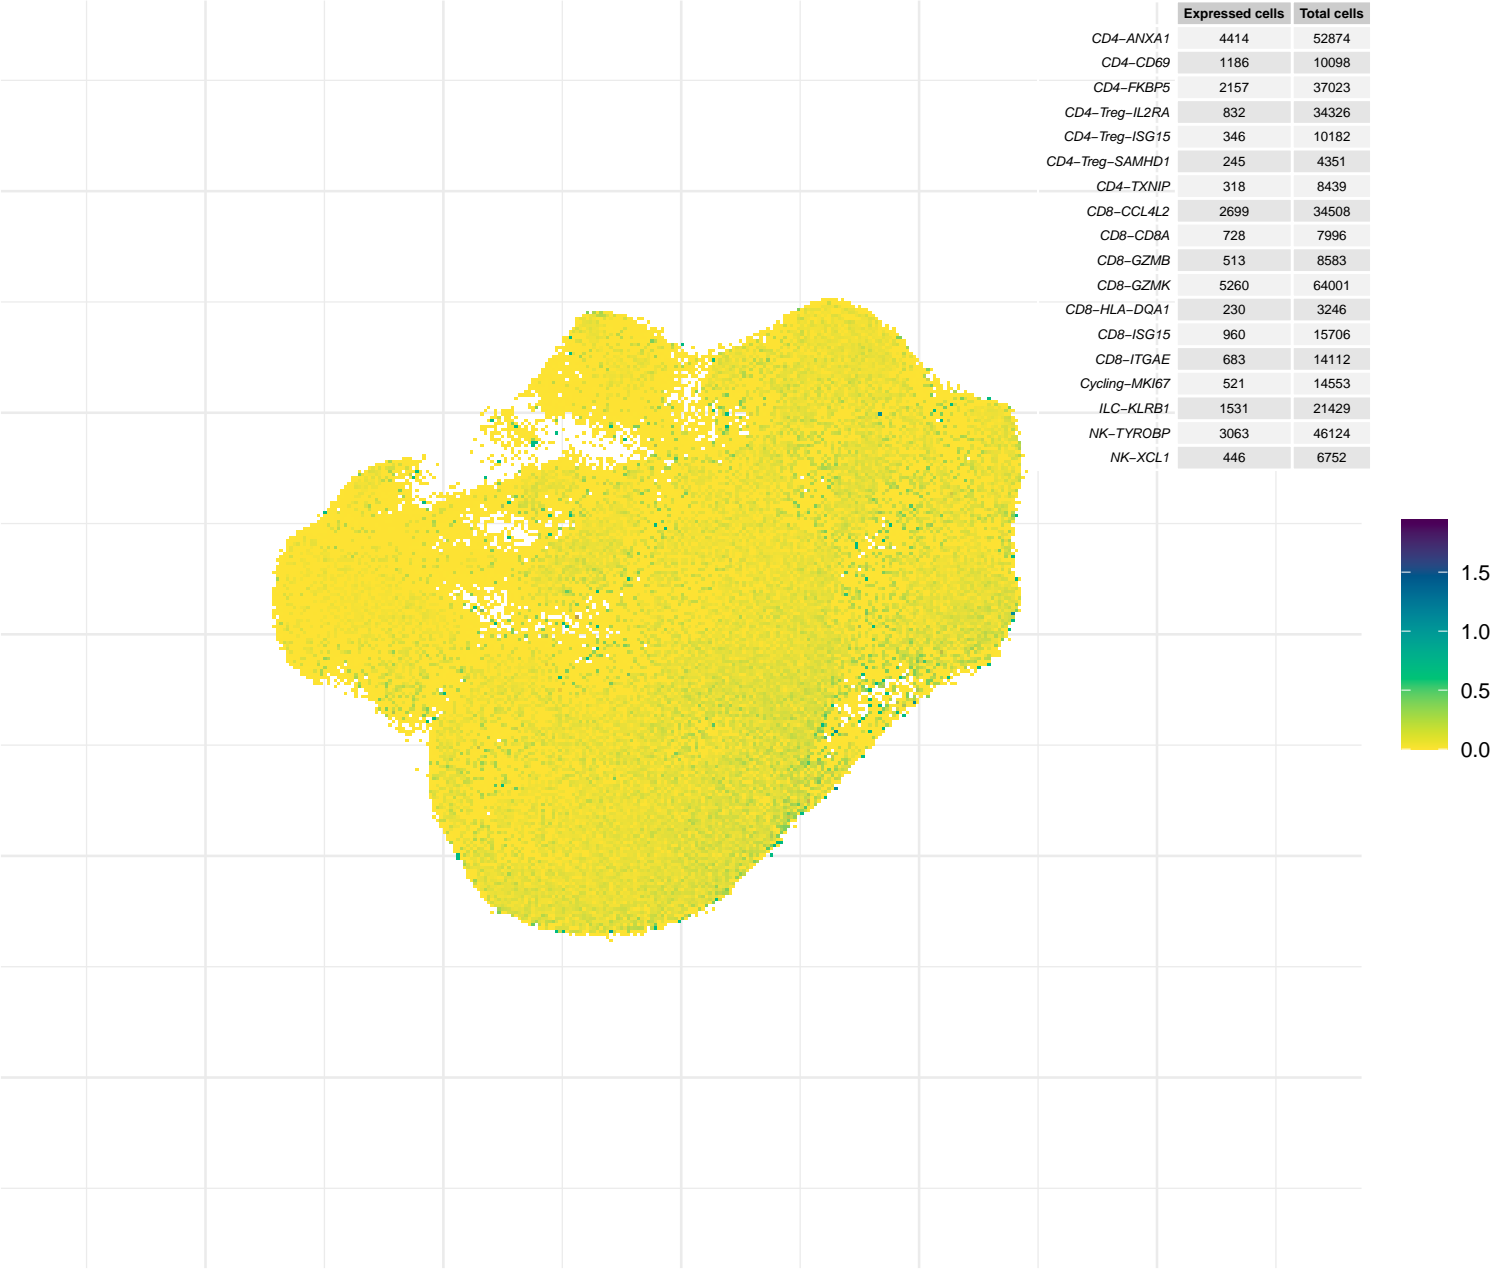 Expressed cells Total cells
CD4−ANXA1 4414 52874
CD4−CD69 1186 10098
CD4−FKBP5 2157 37023
CD4−Treg−IL2RA 832 34326
CD4−Treg−ISG15 346 10182
CD4−Treg−SAMHD1 245 4351
CD4−TXNIP 318 8439
CD8−CCL4L2 2699 34508
CD8−CD8A 728 7996
CD8−GZMB 513 8583
CD8−GZMK 5260 64001
CD8−HLA−DQA1 230 3246
CD8−ISG15 960 15706
CD8−ITGAE 683 14112
Cycling−MKI67 521 14553
ILC−KLRB1 1531 21429
NK−TYROBP 3063 46124
NK−XCL1 446 6752
1.5
1.0
0.5
0.0